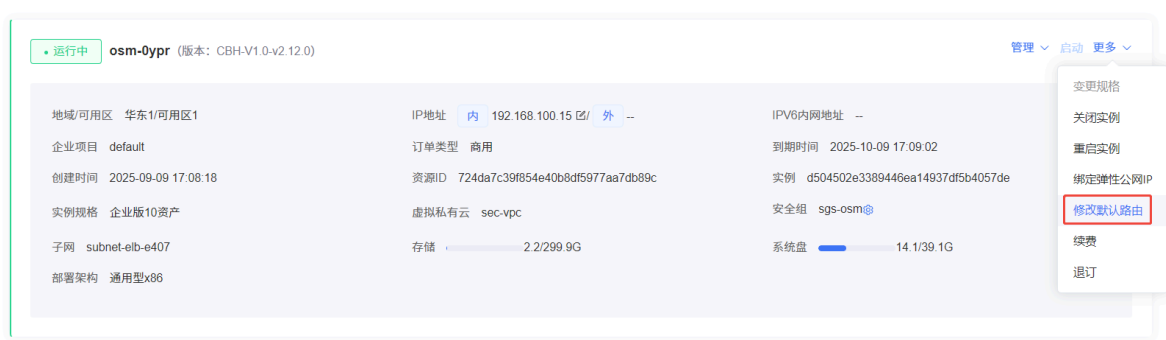 运行中 osm-0ypr (版本：CBH-V1.0-v2.12.0) 管理 启动 更多
变更规格
关闭实例
重启实例
绑定弹性公网IP
修改默认路由
续费
退订
地域/可用区 华东1/可用区1 IP地址 内 192.168.100.15 / 外 -- IPV6内网地址 --
企业项目 default 订单类型 商用 到期时间 2025-10-09 17:09:02
创建时间 2025-09-09 17:08:18 资源ID 724da7c39f854e40b8df5977aa7db89c 实例 d504502e3389446ea14937df5b4057de
实例规格 企业版10资产 虚拟私有云 sec-vpc 安全组 sgs-osm
子网 subnet-elb-e407 存储 2.2/299.9G 系统盘 14.1/39.1G
部署架构 通用型x86